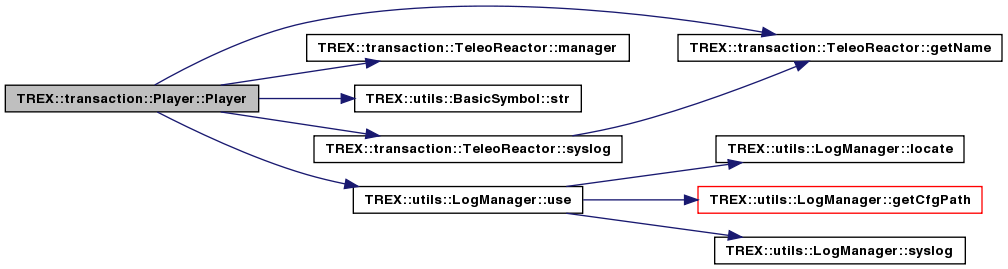 TREX::transaction::TeleoReactor::manager
TREX::transaction::TeleoReactor::getName
TREX::transaction::Player::Player
TREX::utils::BasicSymbol::str
TREX::transaction::TeleoReactor::syslog
TREX::utils::LogManager::locate
TREX::utils::LogManager::use
TREX::utils::LogManager::getCfgPath
TREX::utils::LogManager::syslog